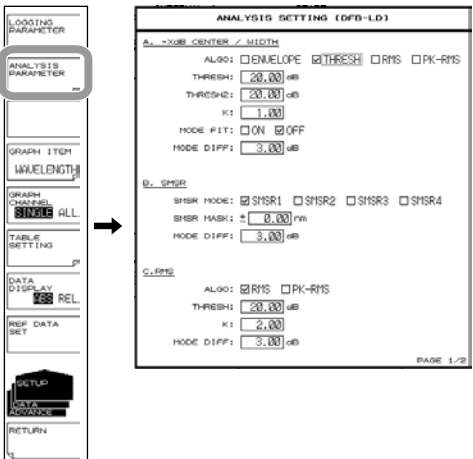 LOGGING
PARAMETER
ANALYSIS
PARAMETER
GRAPH ITEM
WAVELENGTH
GRAPH
CHANNEL
SINGLE ALL
TABLE
SETTING
DATA
DISPLAY
ABS REL
REF DATA
SET
SETUP
DATA
ADVANCE
RETURN
ANALYSIS SETTING [DFB-LD]
A. -XdB CENTER / WIDTH
ALGO: ☐ENVELOPE ☑THRESH ☐RMS ☐PK-RMS
THRESH: 20.00 dB
THRESH2: 20.00 dB
K: 1.00
MODE FIT: ☐ON ☑OFF
MODE DIFF: 3.00 dB
B. SMSR
SMSR MODE: ☑SMSR1 ☐SMSR2 ☐SMSR3 ☐SMSR4
SMSR MASK: ± 0.00 nm
MODE DIFF: 3.00 dB
C.RMS
ALGO: ☑RMS ☐PK-RMS
THRESH: 20.00 dB
K: 2.00
MODE DIFF: 3.00 dB
PAGE 1/2